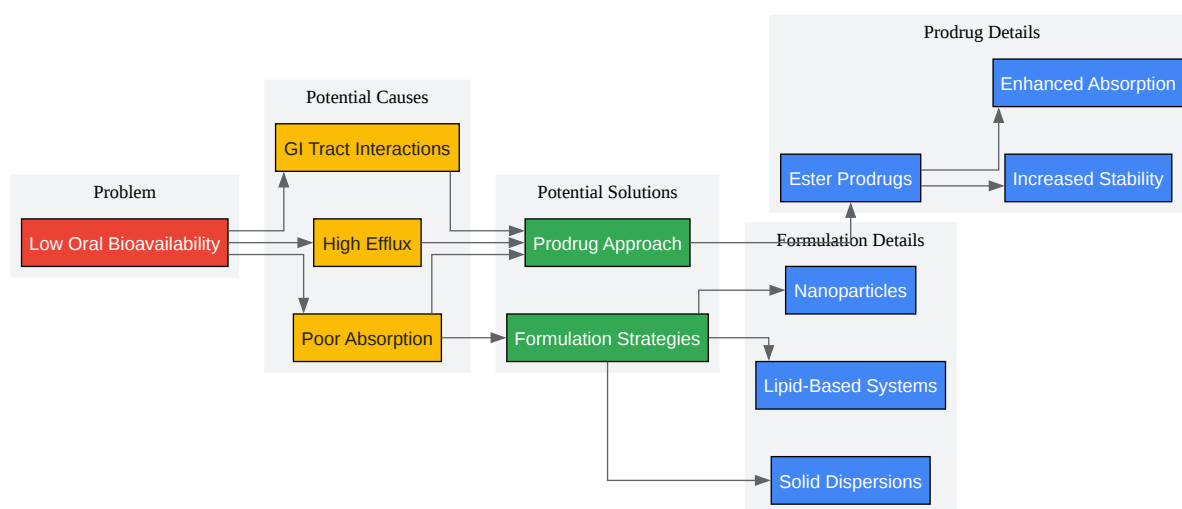 Problem
Low Oral Bioavailability
Potential Causes
GI Tract Interactions
High Efflux
Poor Absorption
Potential Solutions
Prodrug Approach
Formulation Strategies
Prodrug Details
Enhanced Absorption
Ester Prodrugs
Increased Stability
Formulation Details
Nanoparticles
Lipid-Based Systems
Solid Dispersions